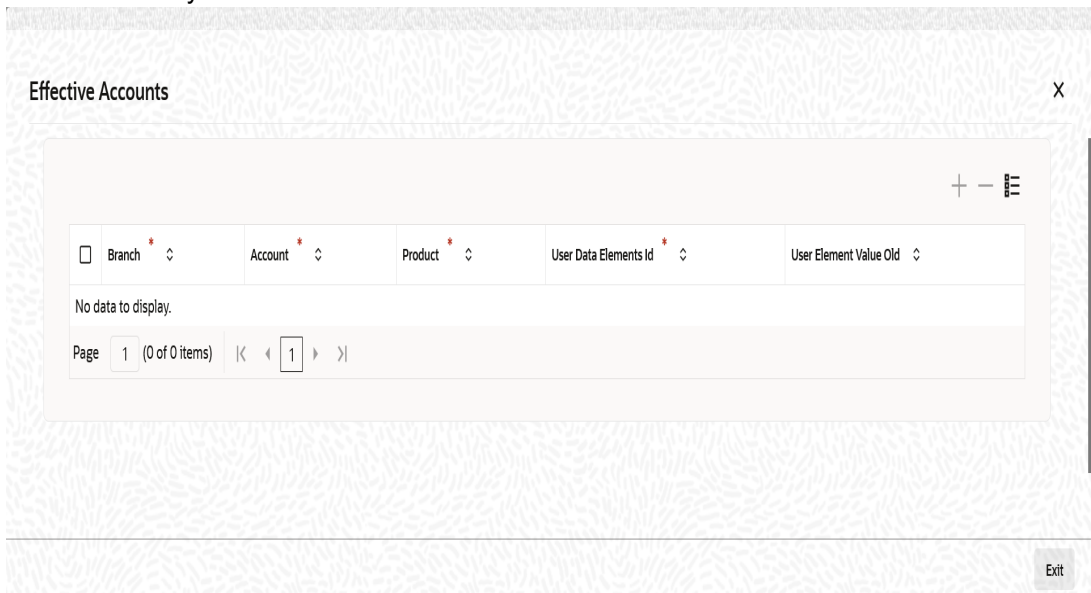 Effective Accounts X
+ −
Branch * Account * Product * User Data Elements Id * User Element Value Old
No data to display.
Page 1 (0 of 0 items) 1
Exit